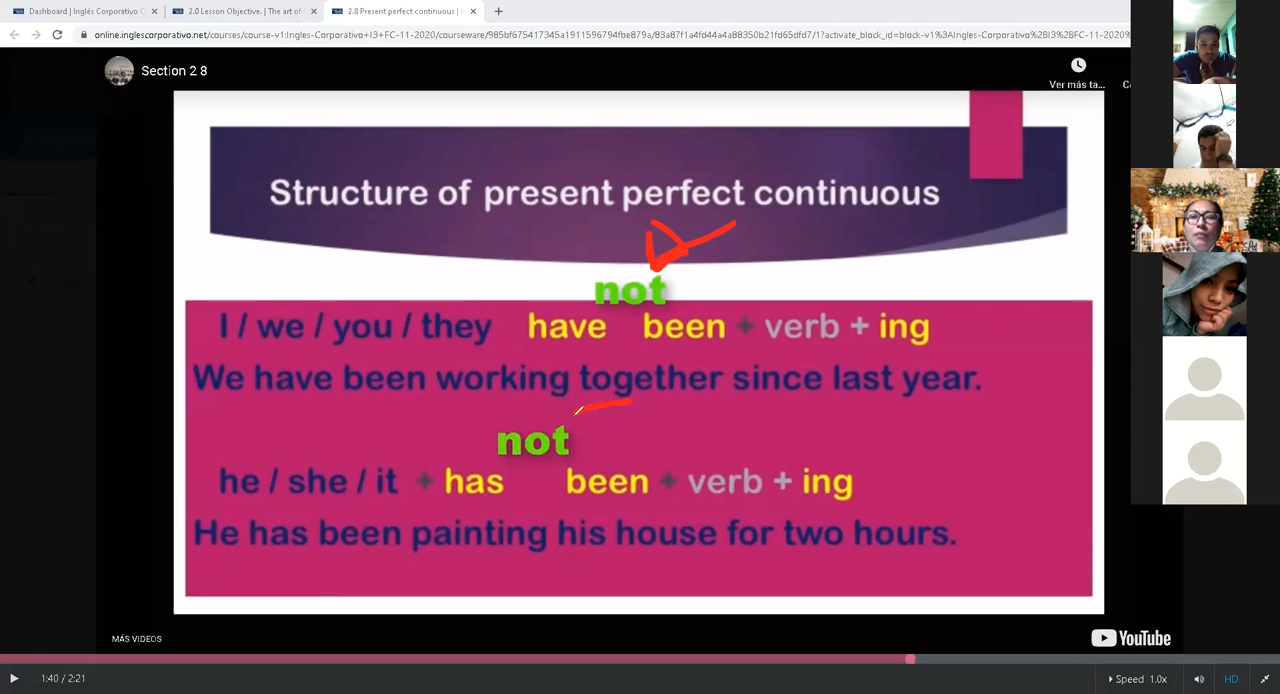 Dashboard | Inglés Corporativo
2.0 Lesson Objective. | The art of
2.8 Present perfect continuous |
online.inglescorporativo.net/courses/course-v1:Ingles-Corporativo+I3+FC-11-2020/courseware/985bf675417345a1911596794fbe879a/83a87f1a4fd44a4a88350b21fd65dfd7/1?activate_block_id=block-v1%3AIngles-Corporativo%2BI3%2BFC-11-2020%
Section 2 8
Ver más ta...
Structure of present perfect continuous
not
I / we / you / they have been + verb + ing
We have been working together since last year.
not
he / she / it + has been + verb + ing
He has been painting his house for two hours.
MÁS VIDEOS
YouTube
1:40 / 2:21
Speed 1.0x
HD